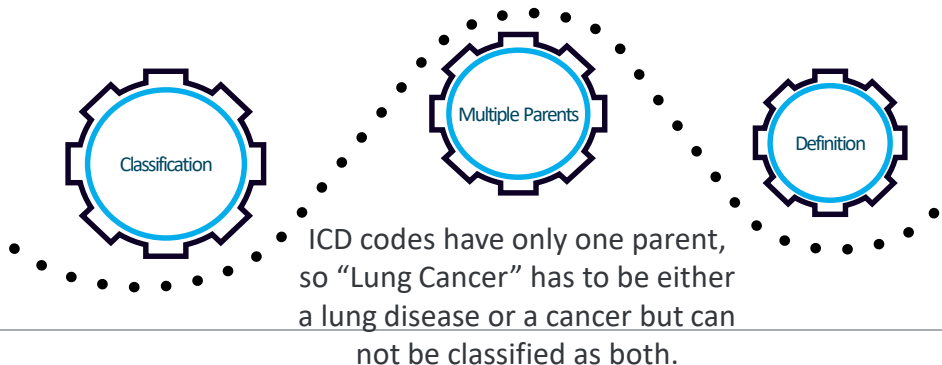 Classification
Multiple Parents
Definition
ICD codes have only one parent,
so “Lung Cancer” has to be either
a lung disease or a cancer but can
not be classified as both.